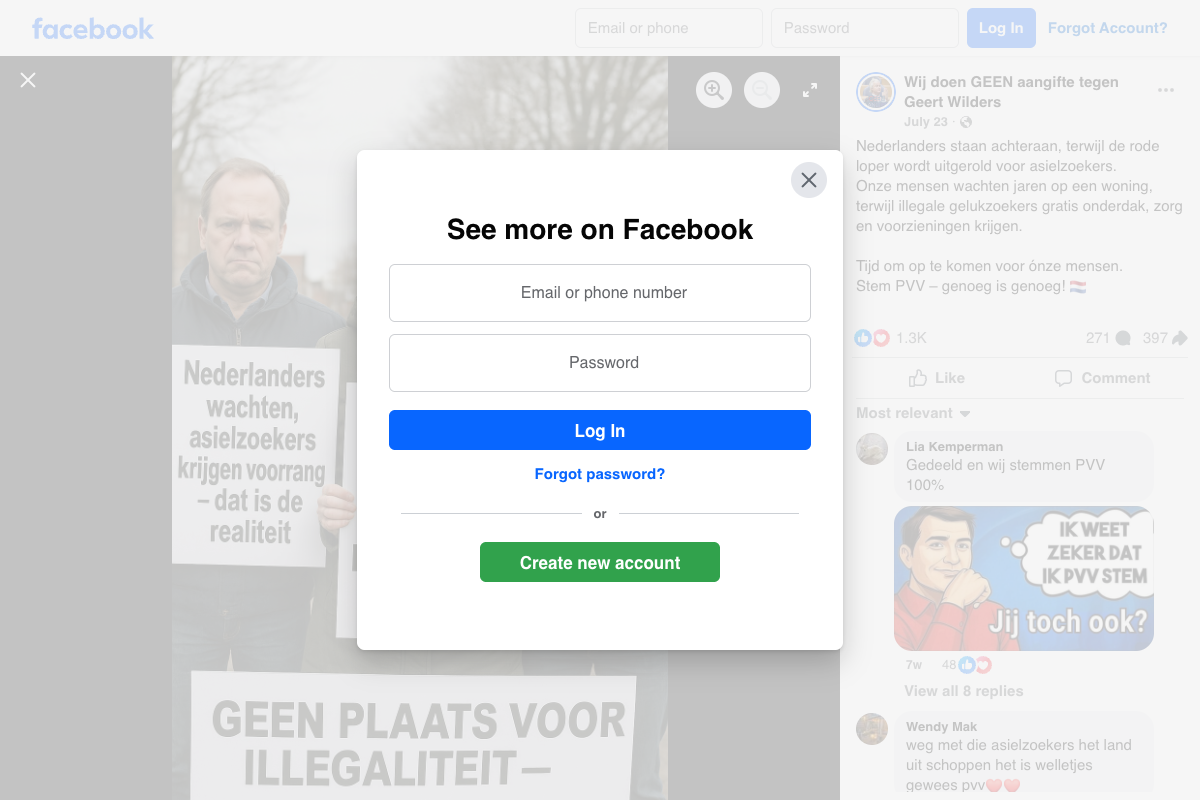 facebook
Email or phone
Password
Log In
Forgot Account?
Wij doen GEEN aangifte tegen
Geert Wilders
July 23 ·
Nederlanders staan achteraan, terwijl de rode
loper wordt uitgerold voor asielzoekers.
Onze mensen wachten jaren op een woning,
terwijl illegale gelukzoekers gratis onderdak, zorg
en voorzieningen krijgen.
Tijd om op te komen voor ónze mensen.
Stem PVV – genoeg is genoeg! 🇳🇱
1.3K
271
397
Like
Comment
Most relevant
Lia Kemperman
Gedeeld en wij stemmen PVV
100%
IK WEET
ZEKER DAT
IK PVV STEM
Jij toch ook?
7w
48
View all 8 replies
Wendy Mak
weg met die asielzoekers het land
uit schoppen het is welletjes
gewees pvv❤️❤️
See more on Facebook
Email or phone number
Password
Log In
Forgot password?
or
Create new account
Nederlanders
wachten,
asielzoekers
krijgen voorrang
– dat is de
realiteit
GEEN PLAATS VOOR
ILLEGALITEIT –